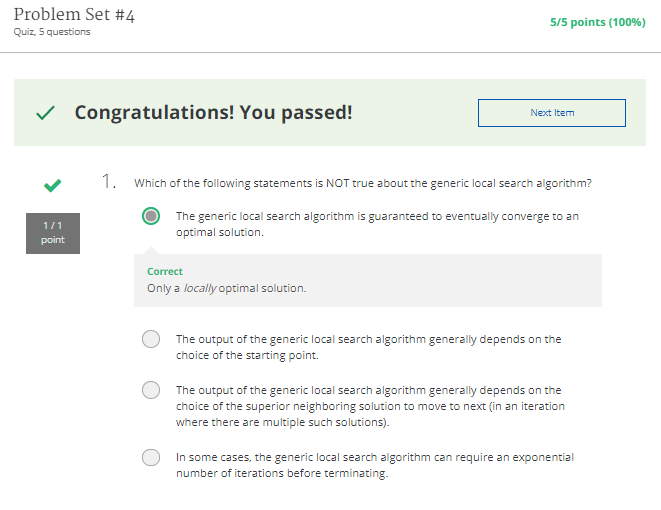 Problem Set #4
Quiz, 5 questions
5/5 points (100%)
Congratulations! You passed!
Next Item
1.
Which of the following statements is NOT true about the generic local search algorithm?
1 / 1
point
The generic local search algorithm is guaranteed to eventually converge to an
optimal solution.
Correct
Only a locally optimal solution.
The output of the generic local search algorithm generally depends on the
choice of the starting point.
The output of the generic local search algorithm generally depends on the
choice of the superior neighboring solution to move to next (in an iteration
where there are multiple such solutions).
In some cases, the generic local search algorithm can require an exponential
number of iterations before terminating.